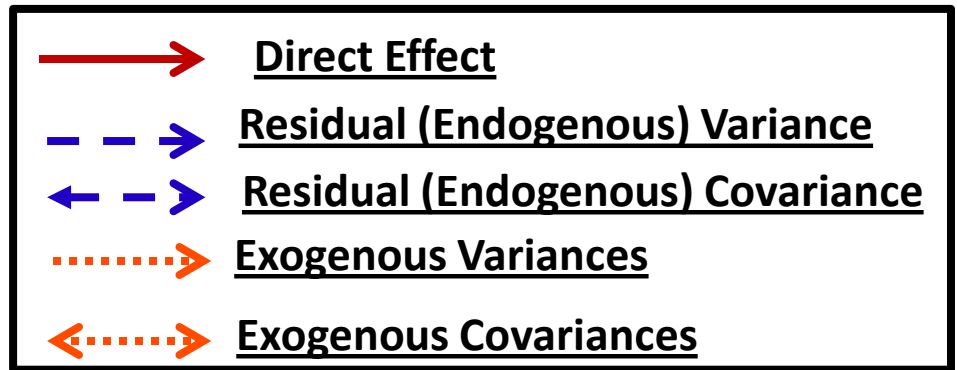 Direct Effect
Residual (Endogenous) Variance
Residual (Endogenous) Covariance
Exogenous Variances
Exogenous Covariances